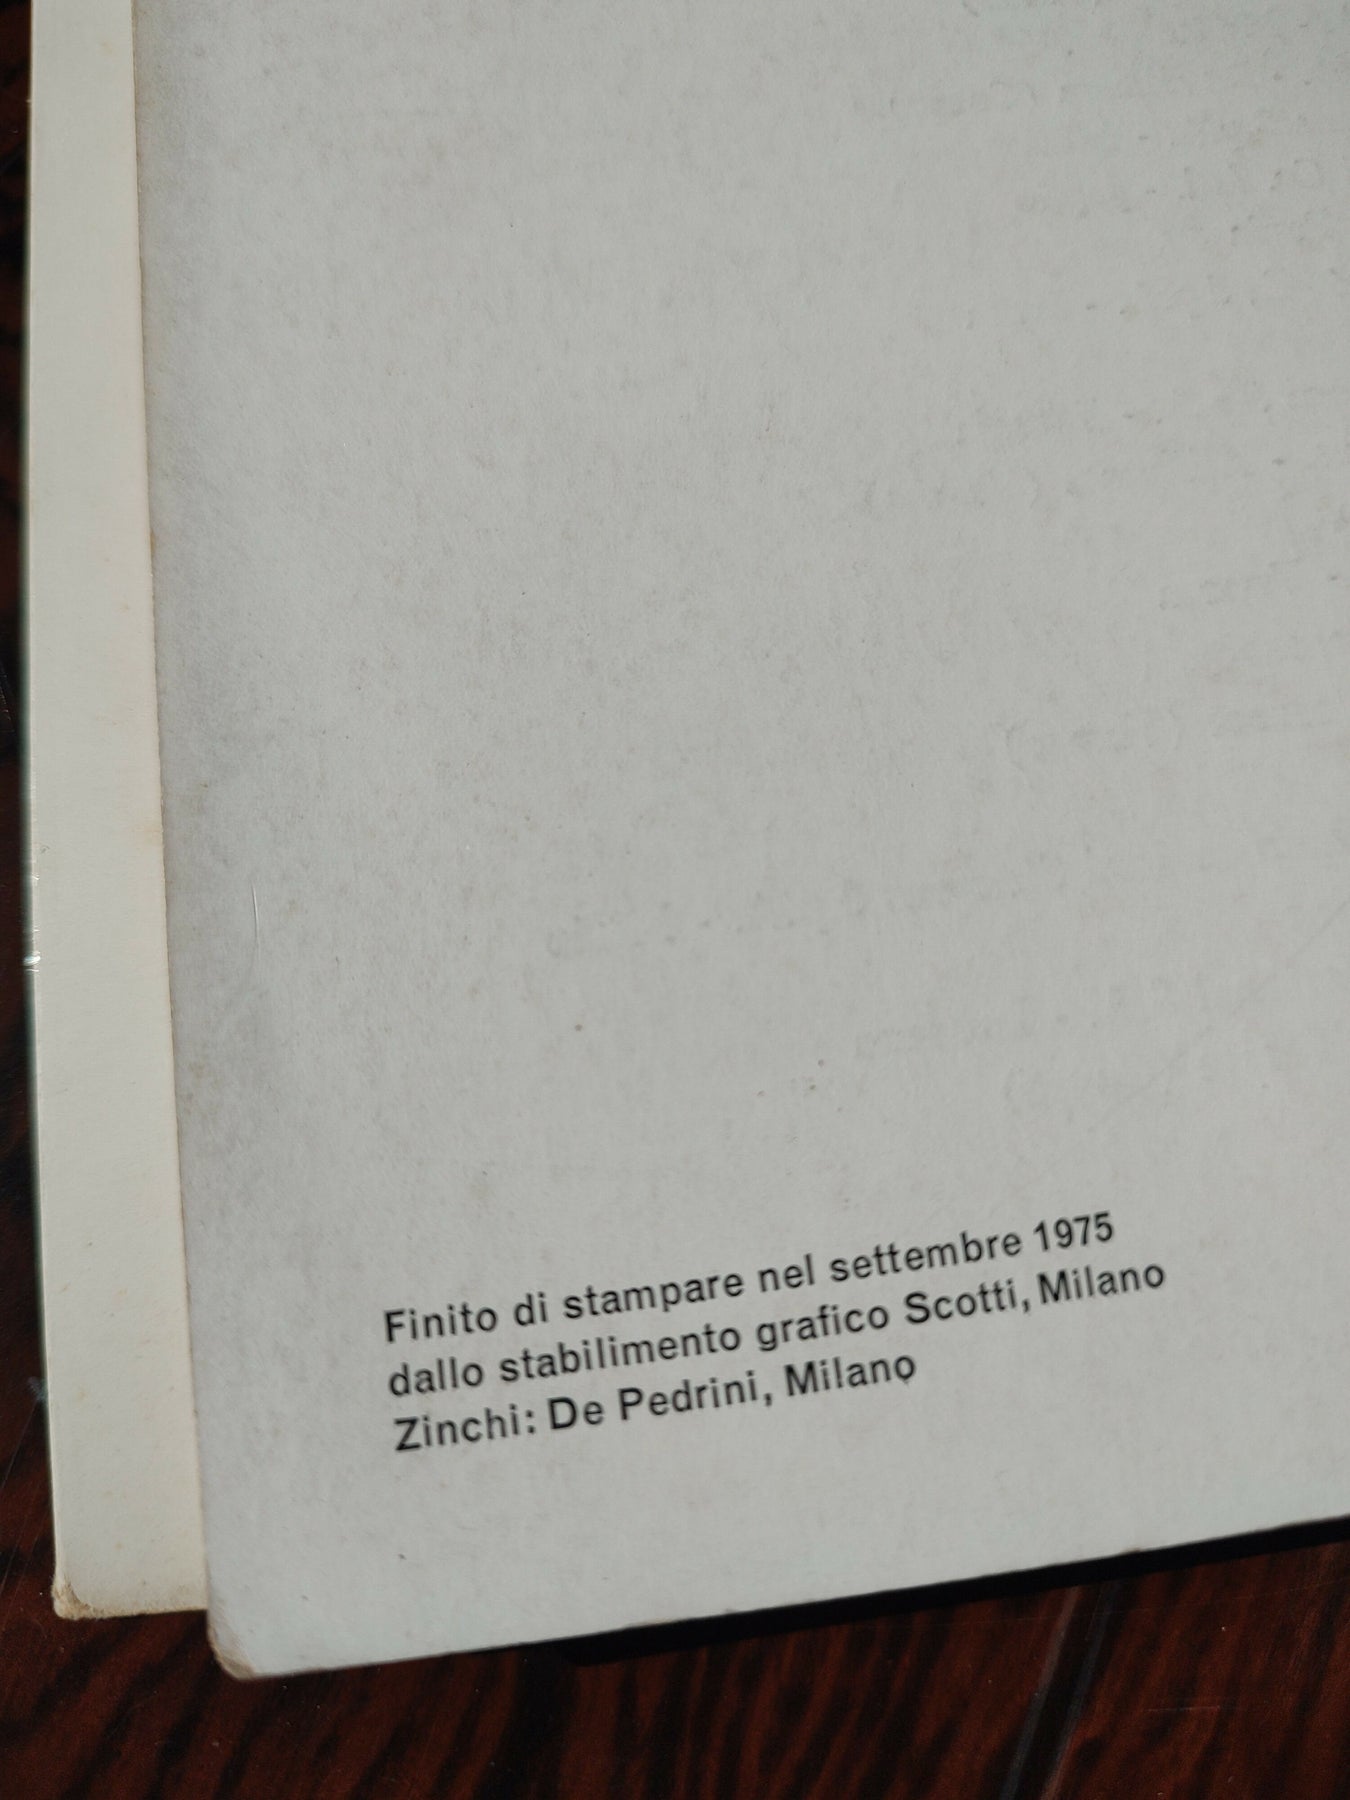 Finito di stampare nel settembre 1975
dallo stabilimento grafico Scotti, Milano
Zinchi: De Pedrini, Milano